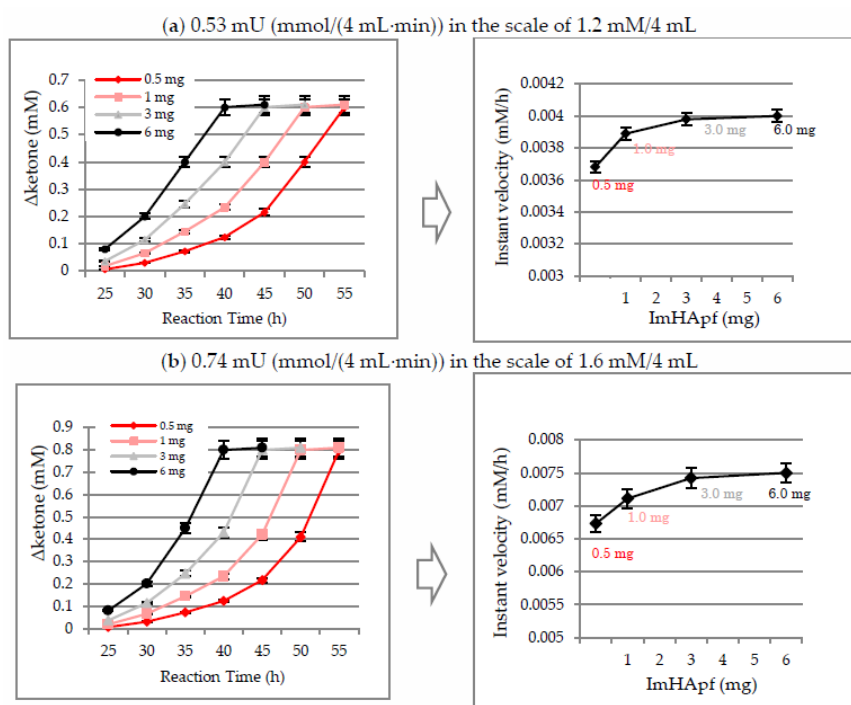 (a) 0.53 mU (mmol/(4 mL·min)) in the scale of 1.2 mM/4 mL
0.7
0.6
0.5
0.4
0.3
0.2
0.1
0
Δketone (mM)
0.5 mg
1 mg
3 mg
6 mg
25 30 35 40 45 50 55
Reaction Time (h)
0.0042
0.004
0.0038
0.0036
0.0034
0.0032
0.003
Instant velocity (mM/h)
0.5 mg
1.0 mg
3.0 mg
6.0 mg
1 2 3 4 5 6
ImHApf (mg)
(b) 0.74 mU (mmol/(4 mL·min)) in the scale of 1.6 mM/4 mL
0.9
0.8
0.7
0.6
0.5
0.4
0.3
0.2
0.1
0
Δketone (mM)
0.5 mg
1 mg
3 mg
6 mg
25 30 35 40 45 50 55
Reaction Time (h)
0.008
0.0075
0.007
0.0065
0.006
0.0055
0.005
Instant velocity (mM/h)
0.5 mg
1.0 mg
3.0 mg
6.0 mg
1 2 3 4 5 6
ImHApf (mg)